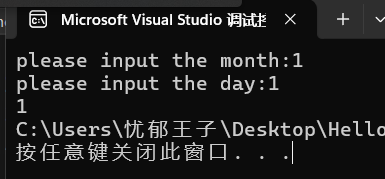 Microsoft Visual Studio 调试
please input the month:1
please input the day:1
1
C:\Users\忧郁王子\Desktop\Hello
按任意键关闭此窗口. . .